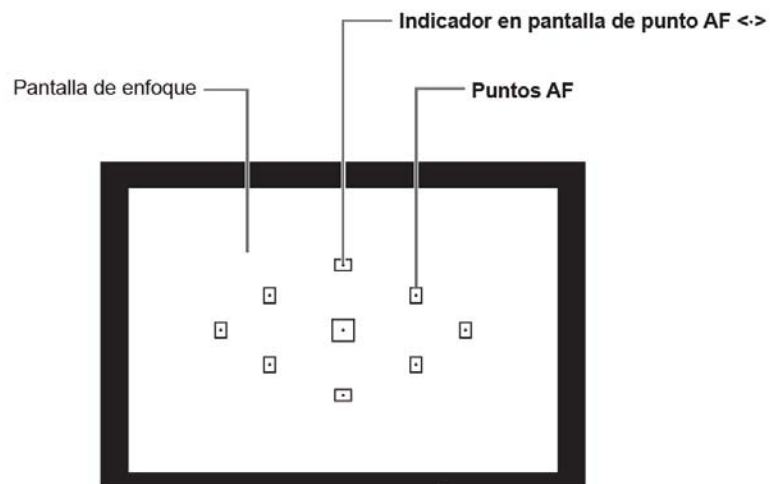 Indicador en pantalla de punto AF <·>
Pantalla de enfoque
Puntos AF